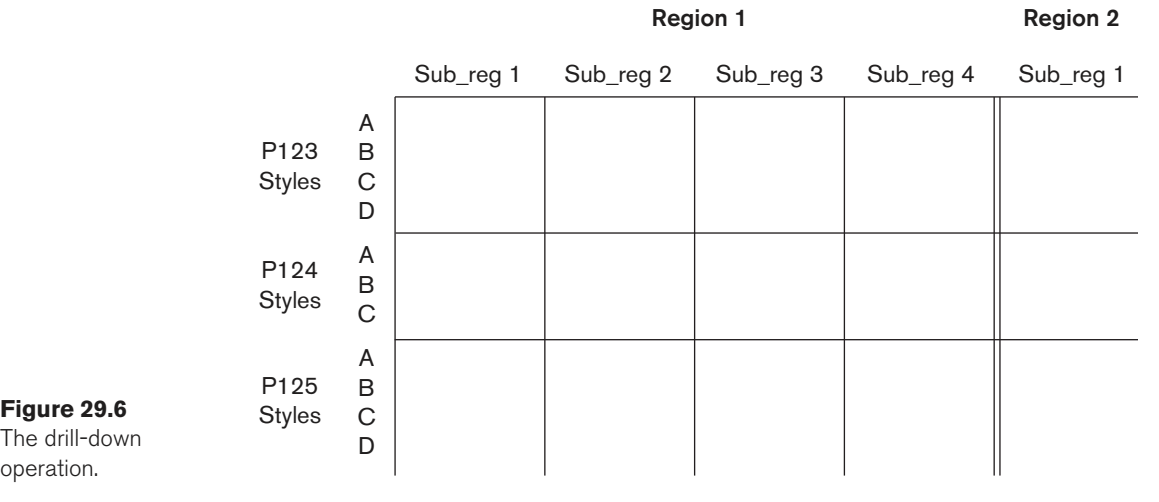 Region 1 Region 2
Sub_reg 1 Sub_reg 2 Sub_reg 3 Sub_reg 4 Sub_reg 1
P123
Styles
A
B
C
D
P124
Styles
A
B
C
P125
Styles
A
B
C
D
Figure 29.6
The drill-down
operation.